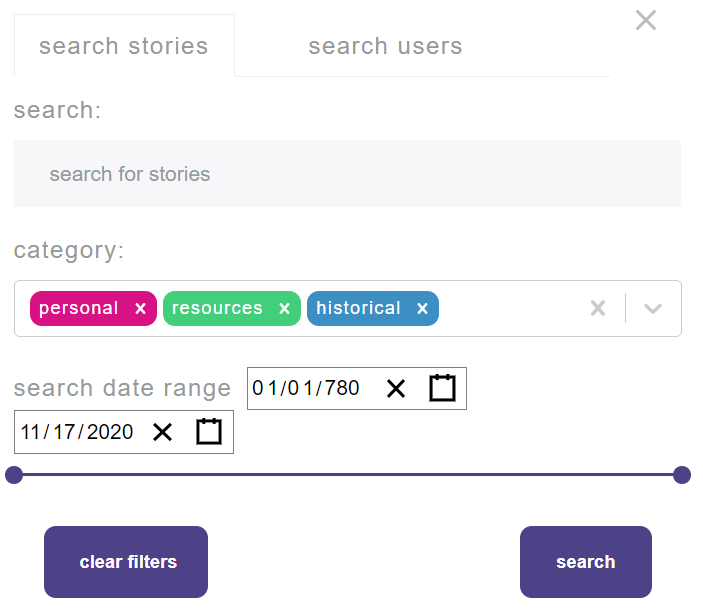 search stories search users
search:
search for stories
category:
personal resources historical
search date range 01/01/780
11/17/2020
clear filters search